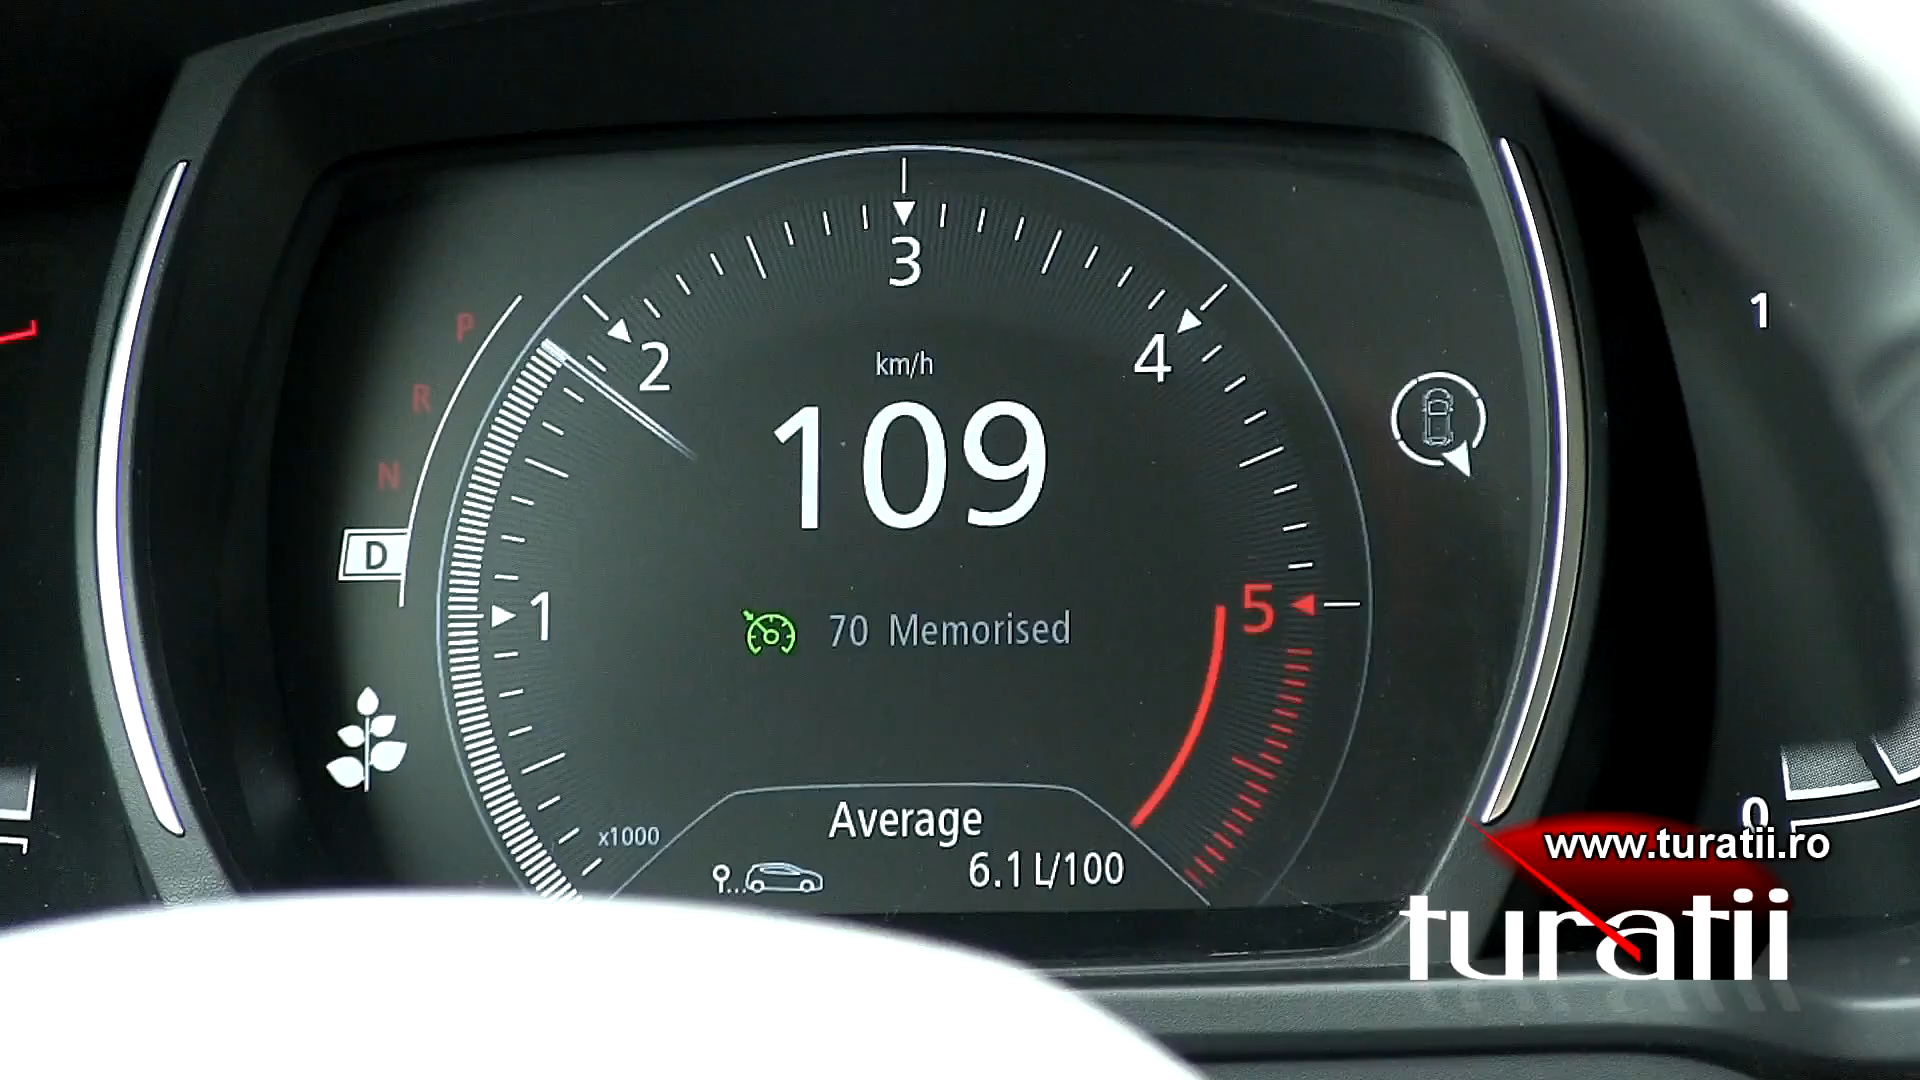 3
2
4
km/h
109
P
R
N
D
1
5
70 Memorised
x1000
Average
6.1 L/100
1
0
www.turatii.ro
turatii